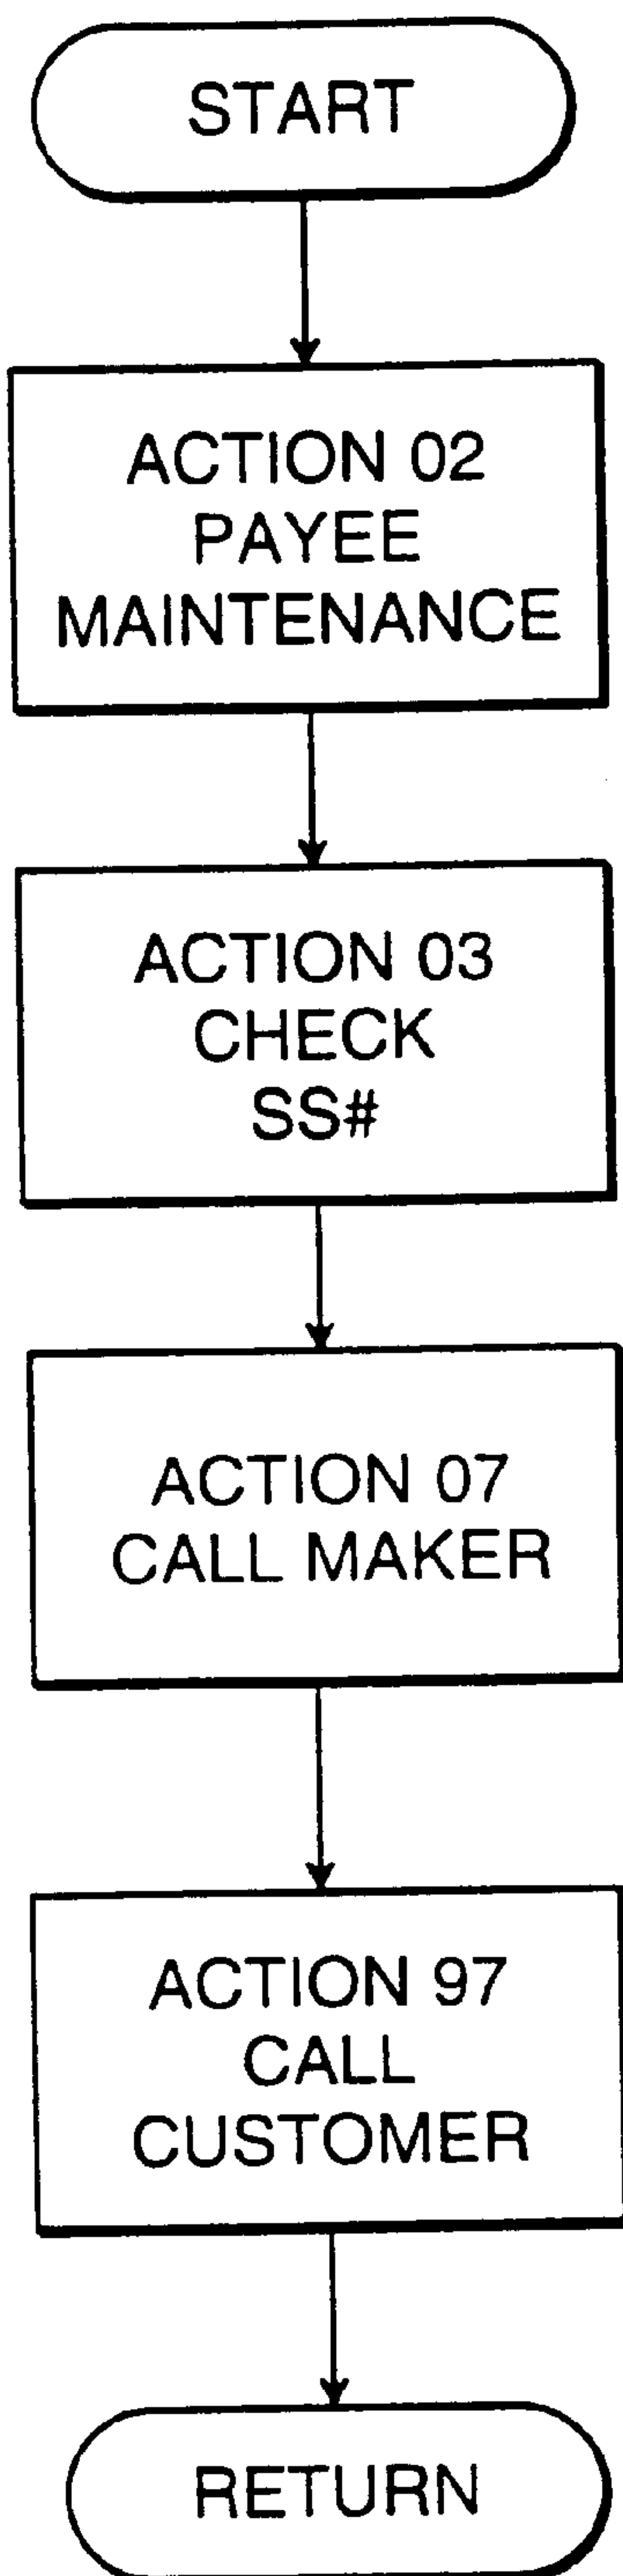 START
ACTION 02
PAYEE
MAINTENANCE
ACTION 03
CHECK
SS#
ACTION 07
CALL MAKER
ACTION 97
CALL
CUSTOMER
RETURN